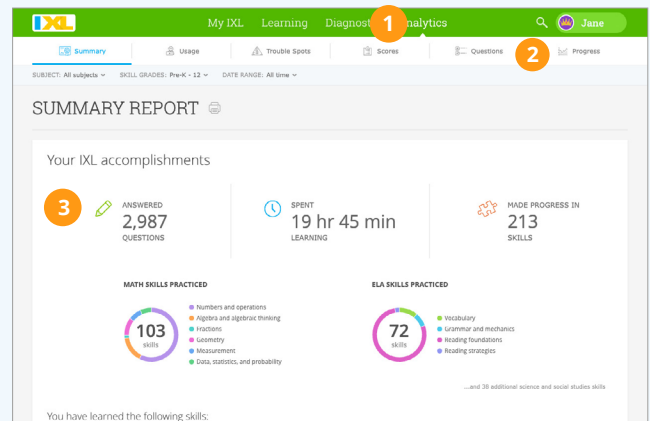 IXL My IXL Learning Diagnost 1 nalytics Jane
Summary Usage Trouble Spots Scores Questions 2 Progress
SUBJECT: All subjects SKILL GRADES: Pre-K - 12 DATE RANGE: All time
SUMMARY REPORT
Your IXL accomplishments
3
ANSWERED
2,987
QUESTIONS
SPENT
19 hr 45 min
LEARNING
MADE PROGRESS IN
213
SKILLS
MATH SKILLS PRACTICED
103
skills
Numbers and operations
Algebra and algebraic thinking
Fractions
Geometry
Measurement
Data, statistics, and probability
ELA SKILLS PRACTICED
72
skills
Vocabulary
Grammar and mechanics
Reading foundations
Reading strategies
...and 38 additional science and social studies skills
You have learned the following skills: